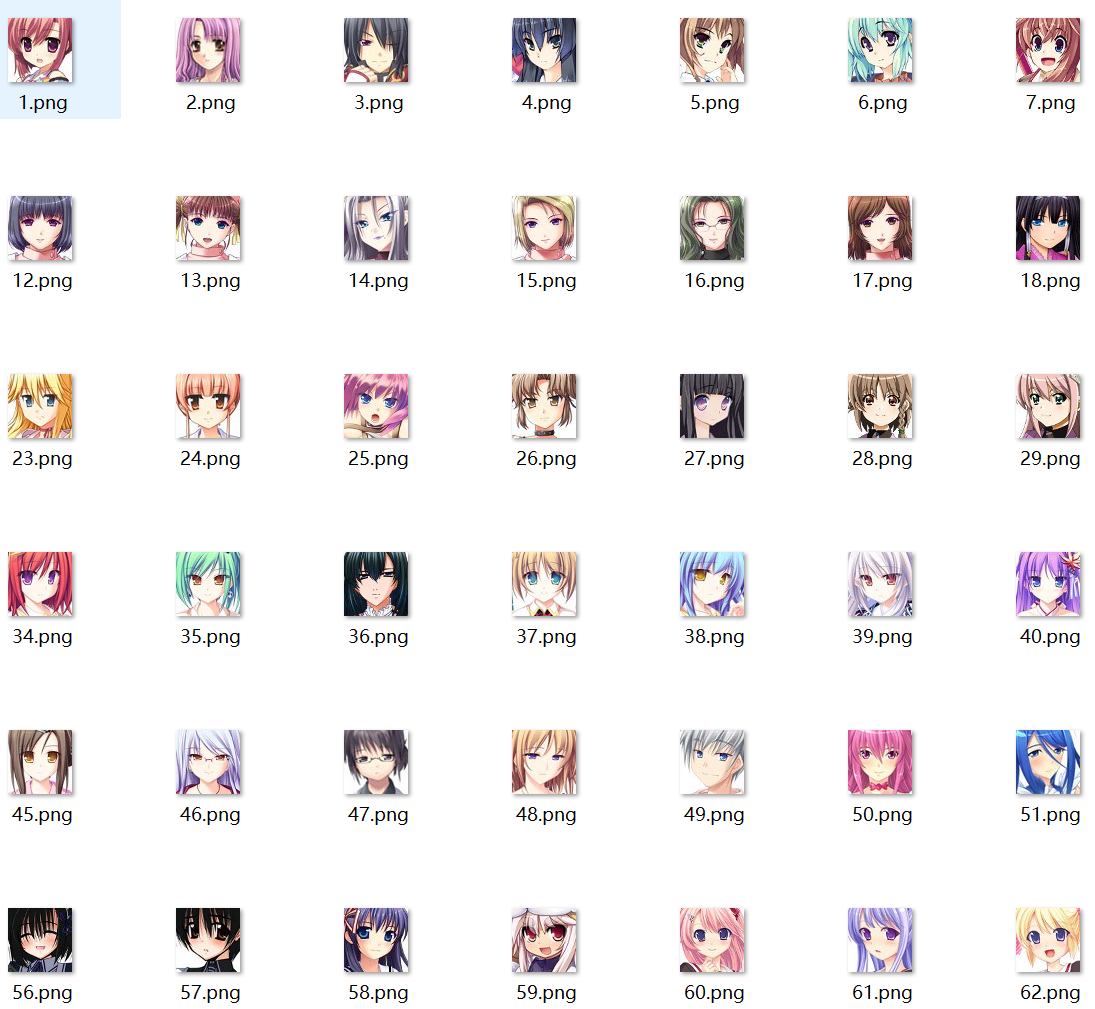 1.png 2.png 3.png 4.png 5.png 6.png 7.png
12.png 13.png 14.png 15.png 16.png 17.png 18.png
23.png 24.png 25.png 26.png 27.png 28.png 29.png
34.png 35.png 36.png 37.png 38.png 39.png 40.png
45.png 46.png 47.png 48.png 49.png 50.png 51.png
56.png 57.png 58.png 59.png 60.png 61.png 62.png